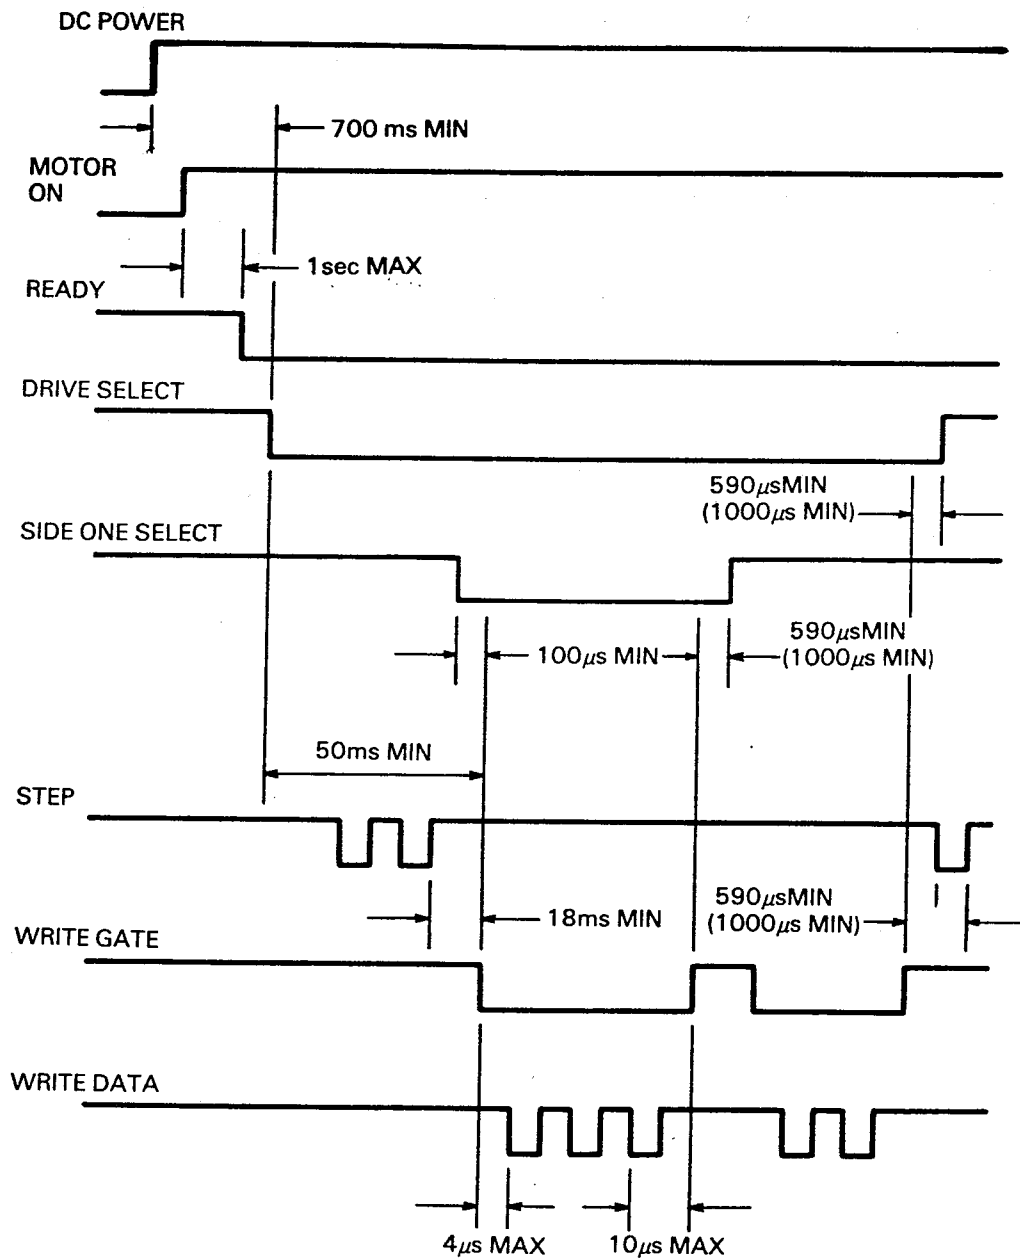 DC POWER
700 ms MIN
MOTOR
ON
1sec MAX
READY
DRIVE SELECT
590μsMIN
(1000μs MIN)
SIDE ONE SELECT
100μs MIN
590μsMIN
(1000μs MIN)
50ms MIN
STEP
18ms MIN
590μsMIN
(1000μs MIN)
WRITE GATE
WRITE DATA
4μs MAX
10μs MAX